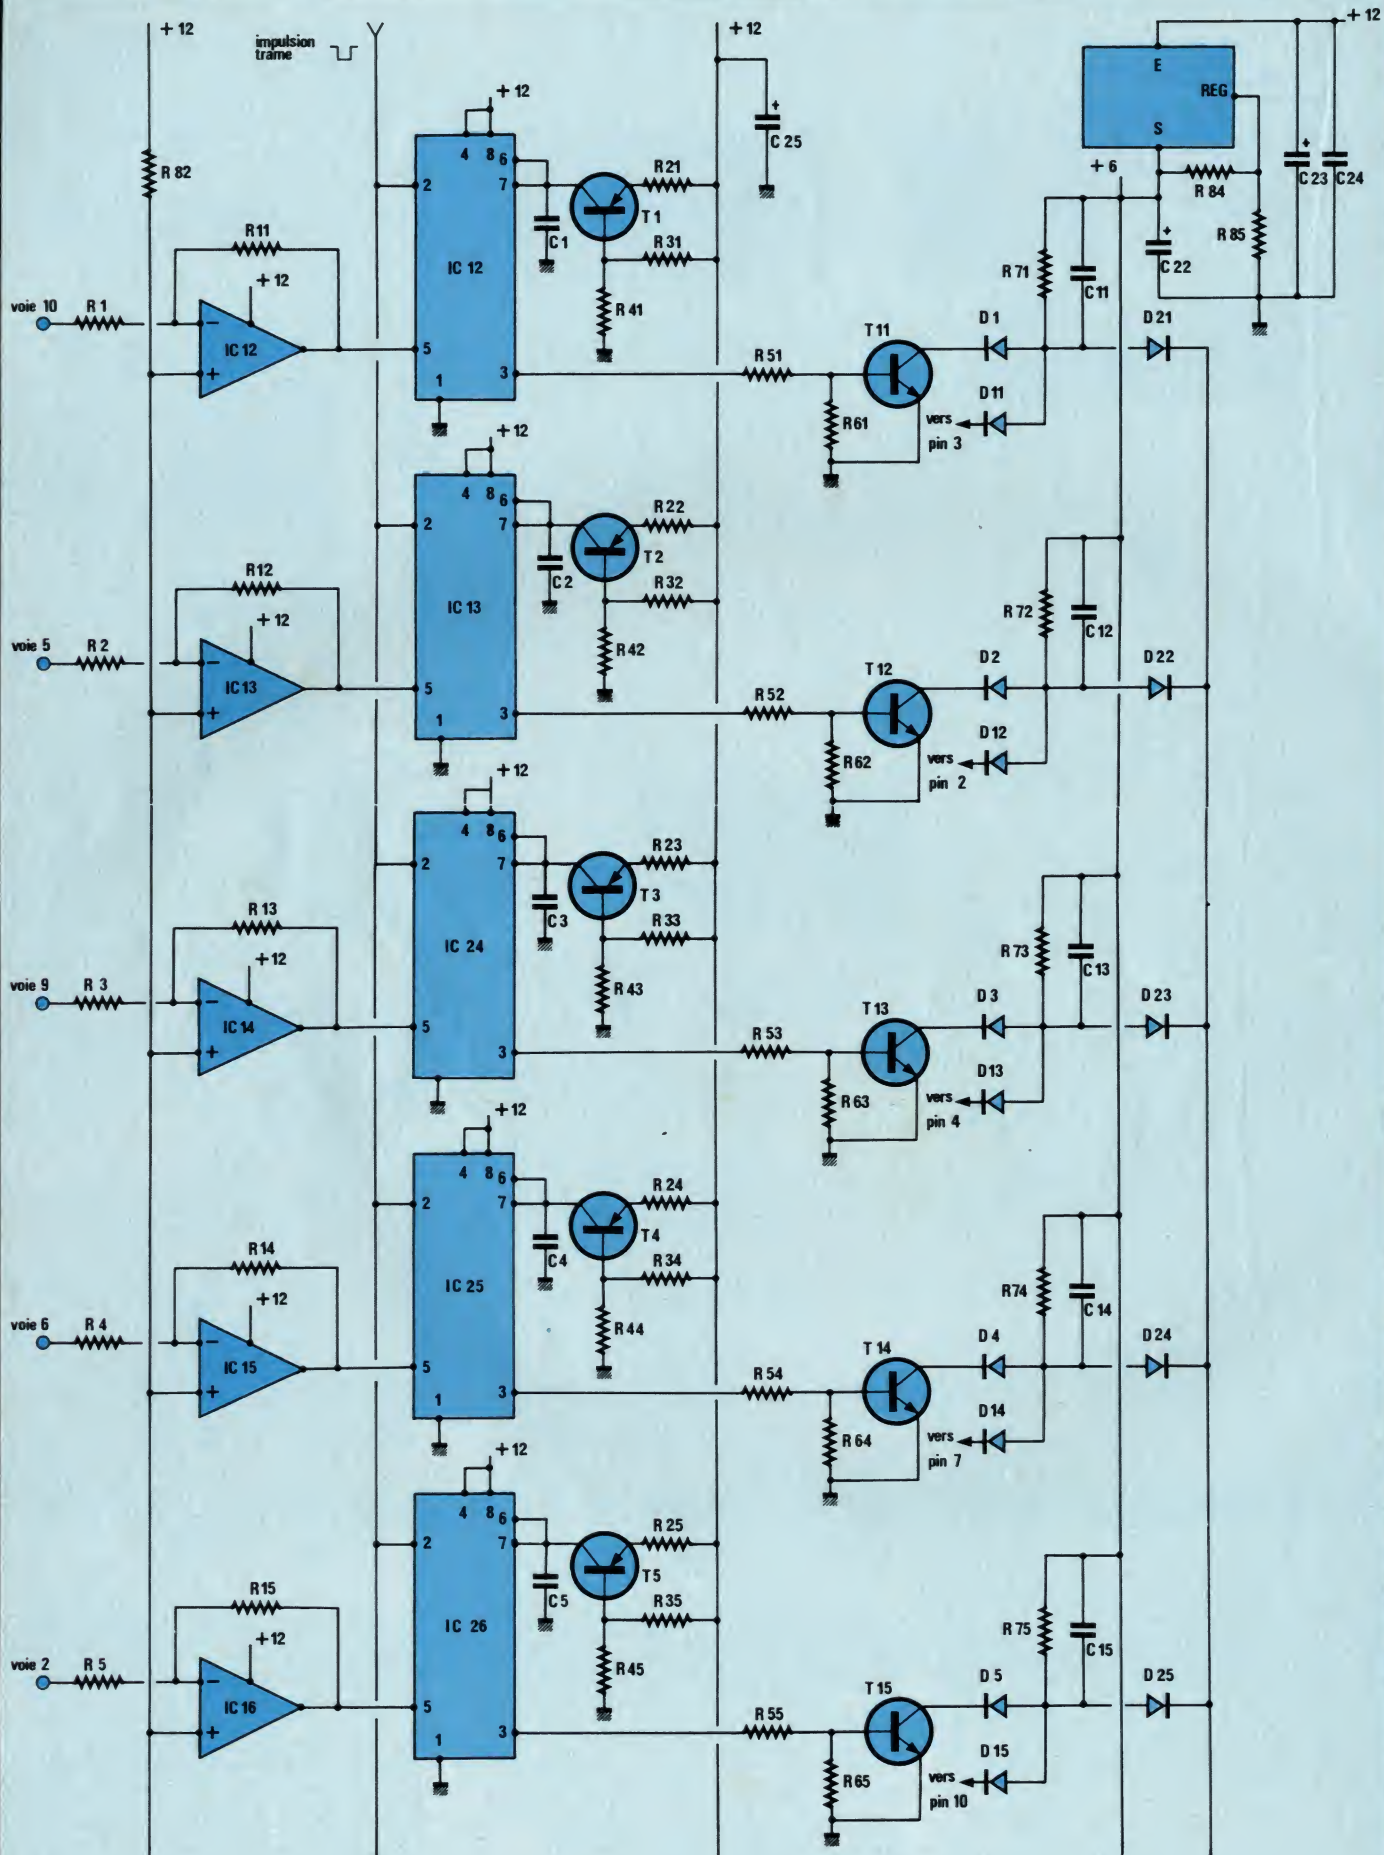 + 12
impulsion
trame
+ 12
+ 12
+ 12
E
REG
S
4 8 6
7
2
IC 12
5
1
3
R 82
R 21
T 1
C 1
R 31
R 41
C 25
+ 6
R 84
R 85
C 23
C 24
C 22
R 71
C 11
R 11
+ 12
voie 10
R 1
−
IC 12
+
R 51
R 61
T 11
D 1
D 11
D 21
vers
pin 3
+ 12
4 8 6
7
2
IC 13
5
1
3
R 22
T 2
C 2
R 32
R 42
R 12
+ 12
voie 5
R 2
−
IC 13
+
R 52
R 62
T 12
R 72
C 12
D 2
D 12
D 22
vers
pin 2
+ 12
4 8 6
7
2
IC 24
5
3
R 23
T 3
C 3
R 33
R 43
R 13
+ 12
voie 9
R 3
−
IC 14
+
R 53
R 63
T 13
R 73
C 13
D 3
D 13
D 23
vers
pin 4
+ 12
4 8 6
7
2
IC 25
5
1
3
R 24
T 4
C 4
R 34
R 44
R 14
+ 12
voie 6
R 4
−
IC 15
+
R 54
R 64
T 14
R 74
C 14
D 4
D 14
D 24
vers
pin 7
+ 12
4 8 6
7
2
IC 26
5
1
3
R 25
T 5
C 5
R 35
R 45
R 15
+ 12
voie 2
R 5
−
IC 16
+
R 55
R 65
T 15
R 75
C 15
D 5
D 15
D 25
vers
pin 10